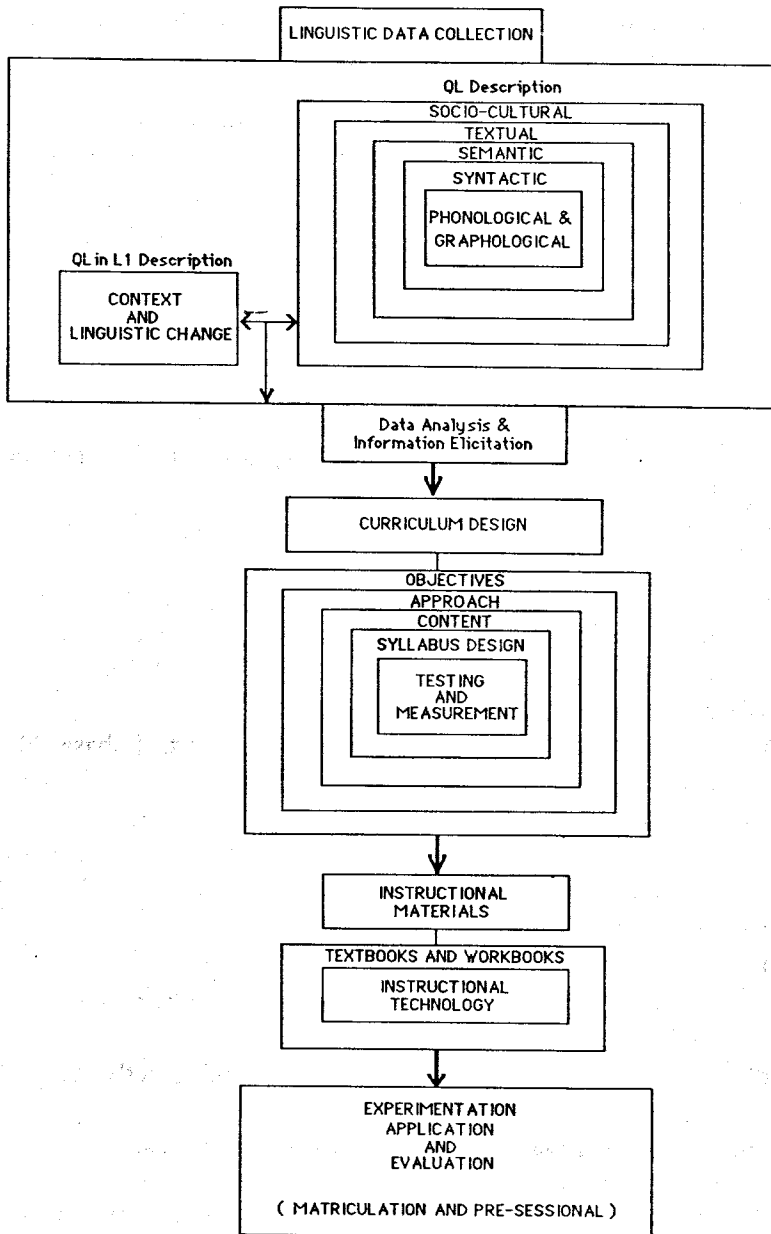 LINGUISTIC DATA COLLECTION
QL Description
SOCIO-CULTURAL
TEXTUAL
SEMANTIC
SYNTACTIC
PHONOLOGICAL &
GRAPHOLOGICAL
QL in L1 Description
CONTEXT
AND
LINGUISTIC CHANGE
Data Analysis &
Information Elicitation
CURRICULUM DESIGN
OBJECTIVES
APPROACH
CONTENT
SYLLABUS DESIGN
TESTING
AND
MEASUREMENT
INSTRUCTIONAL
MATERIALS
TEXTBOOKS AND WORKBOOKS
INSTRUCTIONAL
TECHNOLOGY
EXPERIMENTATION
APPLICATION
AND
EVALUATION
( MATRICULATION AND PRE-SESSIONAL )